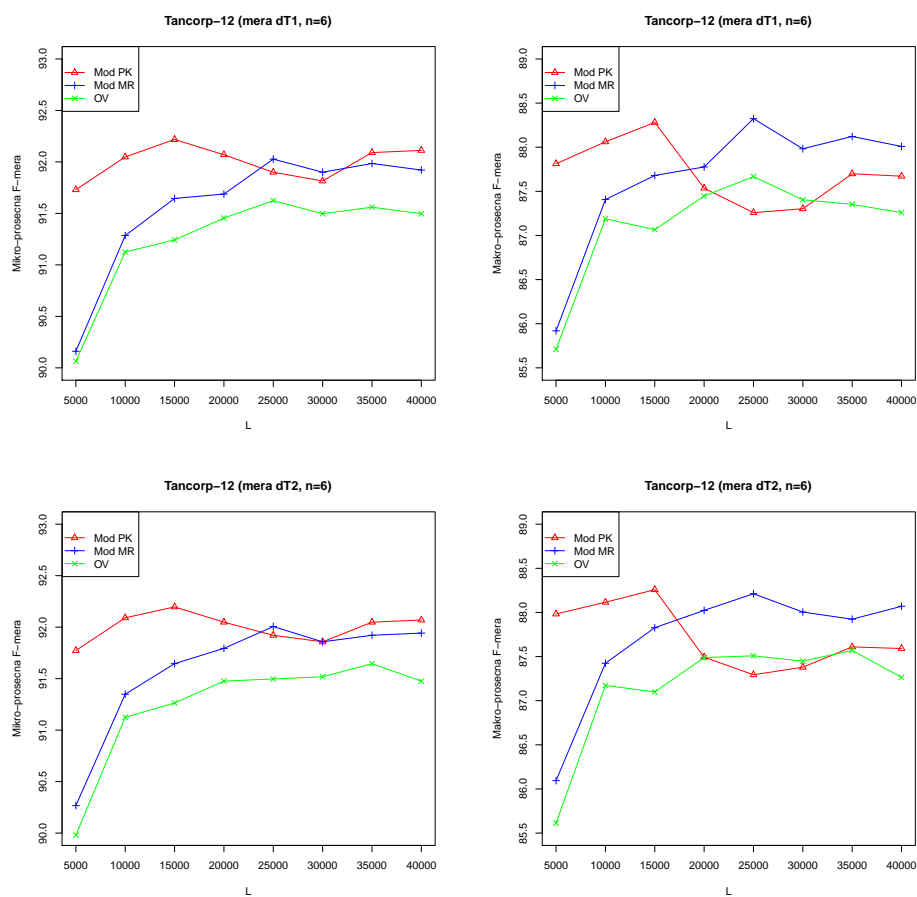 Tancorp−12 (mera dT1, n=6)
Mikro−prosecna F−mera
93.0
92.5
92.0
91.5
91.0
90.5
90.0
Mod PK
Mod MR
OV
5000 10000 15000 20000 25000 30000 35000 40000
L
Tancorp−12 (mera dT1, n=6)
Makro−prosecna F−mera
89.0
88.5
88.0
87.5
87.0
86.5
86.0
85.5
Mod PK
Mod MR
OV
5000 10000 15000 20000 25000 30000 35000 40000
L
Tancorp−12 (mera dT2, n=6)
Mikro−prosecna F−mera
93.0
92.5
92.0
91.5
91.0
90.5
90.0
Mod PK
Mod MR
OV
5000 10000 15000 20000 25000 30000 35000 40000
L
Tancorp−12 (mera dT2, n=6)
Makro−prosecna F−mera
89.0
88.5
88.0
87.5
87.0
86.5
86.0
85.5
Mod PK
Mod MR
OV
5000 10000 15000 20000 25000 30000 35000 40000
L